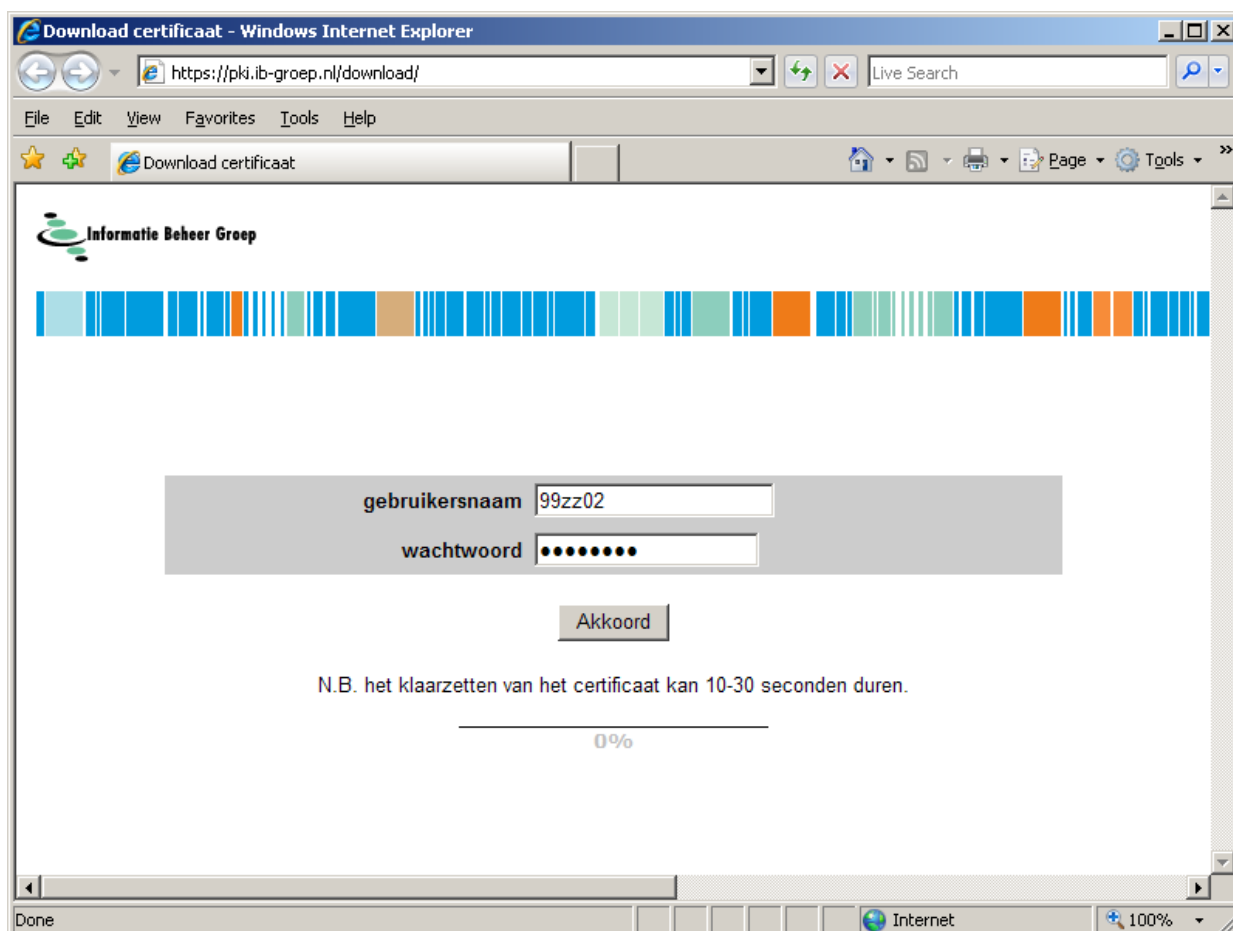 Download certificaat - Windows Internet Explorer
https://pki.ib-groep.nl/download/
Live Search
File Edit View Favorites Tools Help
Download certificaat
Page Tools »
Informatie Beheer Groep
gebruikersnaam 99zz02
wachtwoord ●●●●●●●●
Akkoord
N.B. het klaarzetten van het certificaat kan 10-30 seconden duren.
0%
Done Internet 100%